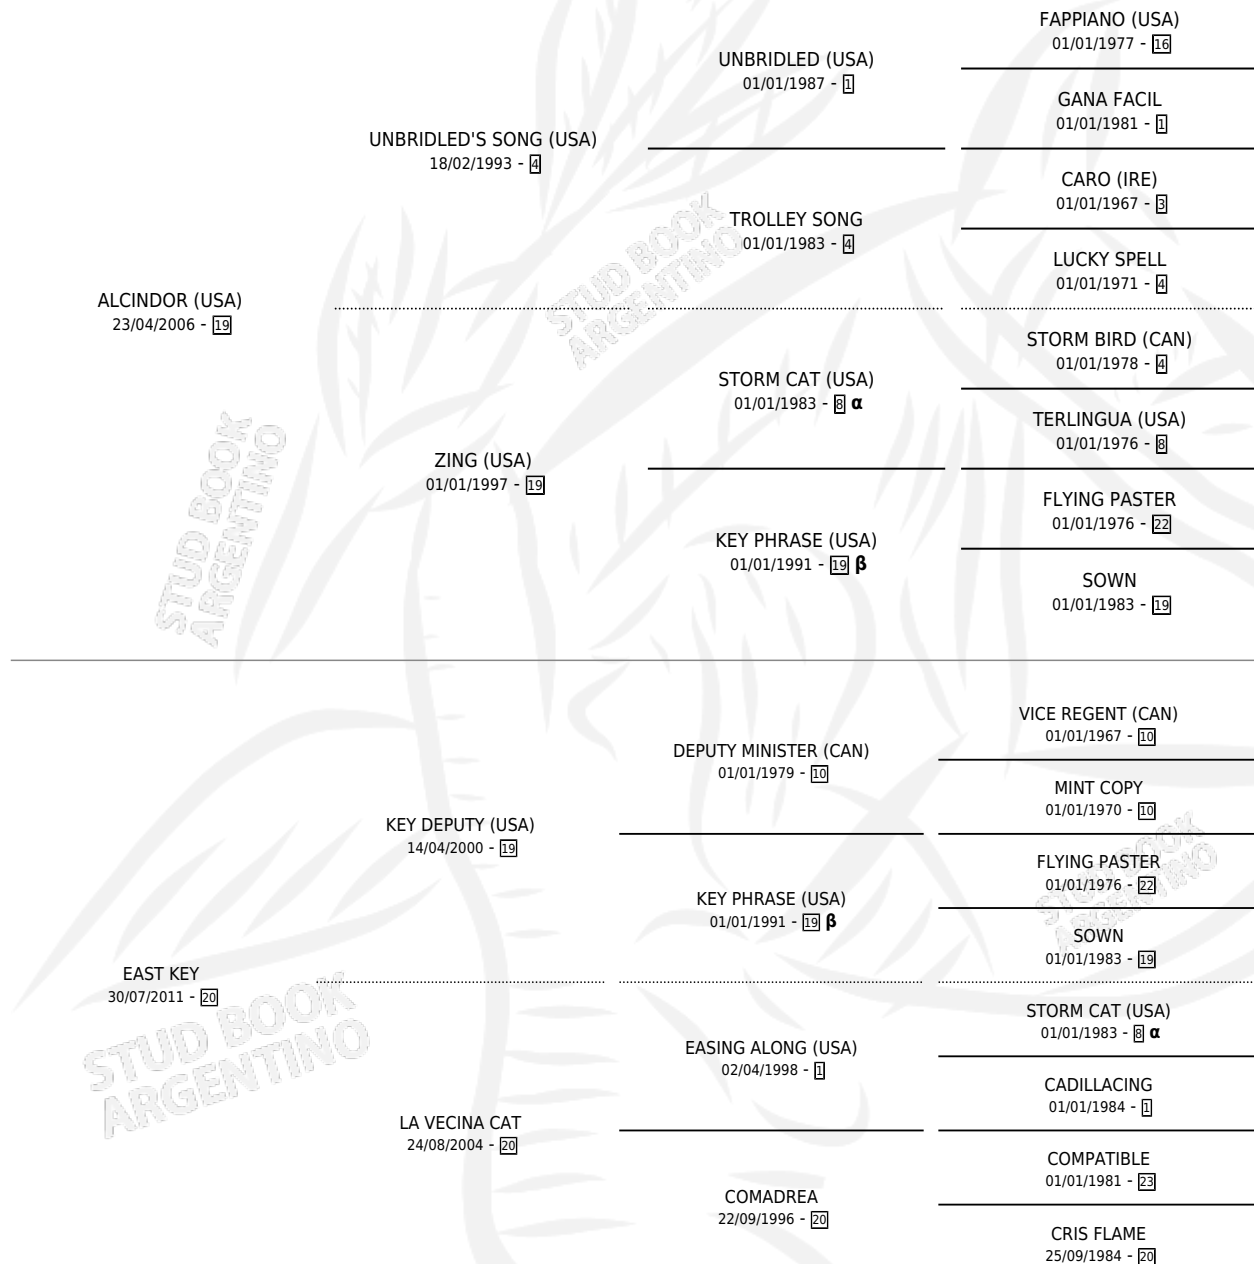 FAPPIANO (USA)
01/01/1977 - 16
UNBRIDLED (USA)
01/01/1987 - 1
GANA FACIL
01/01/1981 - 1
UNBRIDLED'S SONG (USA)
18/02/1993 - 4
CARO (IRE)
01/01/1967 - 3
TROLLEY SONG
01/01/1983 - 4
LUCKY SPELL
01/01/1971 - 4
ALCINDOR (USA)
23/04/2006 - 19
STORM BIRD (CAN)
01/01/1978 - 4
STORM CAT (USA)
01/01/1983 - 8 α
TERLINGUA (USA)
01/01/1976 - 8
ZING (USA)
01/01/1997 - 19
FLYING PASTER
01/01/1976 - 22
KEY PHRASE (USA)
01/01/1991 - 19 β
SOWN
01/01/1983 - 19
VICE REGENT (CAN)
01/01/1967 - 10
DEPUTY MINISTER (CAN)
01/01/1979 - 10
MINT COPY
01/01/1970 - 10
KEY DEPUTY (USA)
14/04/2000 - 19
FLYING PASTER
01/01/1976 - 22
KEY PHRASE (USA)
01/01/1991 - 19 β
SOWN
01/01/1983 - 19
EAST KEY
30/07/2011 - 20
STORM CAT (USA)
01/01/1983 - 8 α
EASING ALONG (USA)
02/04/1998 - 1
CADILLACING
01/01/1984 - 1
LA VECINA CAT
24/08/2004 - 20
COMPATIBLE
01/01/1981 - 23
COMADREA
22/09/1996 - 20
CRIS FLAME
25/09/1984 - 20
STUD BOOK
ARGENTINO
STUD BOOK
ARGENTINO
STUD BOOK
ARGENTINO
STUD BOOK
ARGENTINO